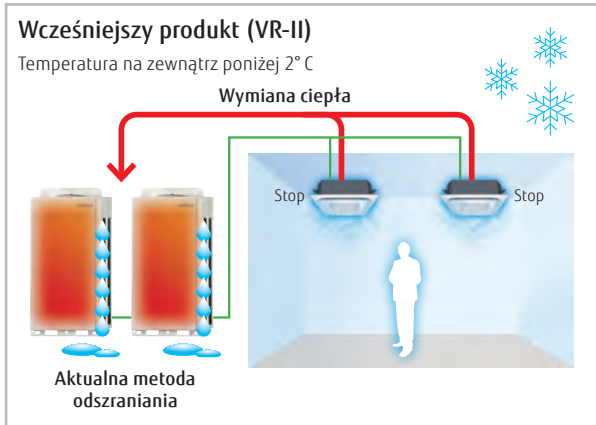 Wcześniejszy produkt (VR-II)
Temperatura na zewnątrz poniżej 2° C
Wymiana ciepła
Stop
Stop
Aktualna metoda
odszraniania